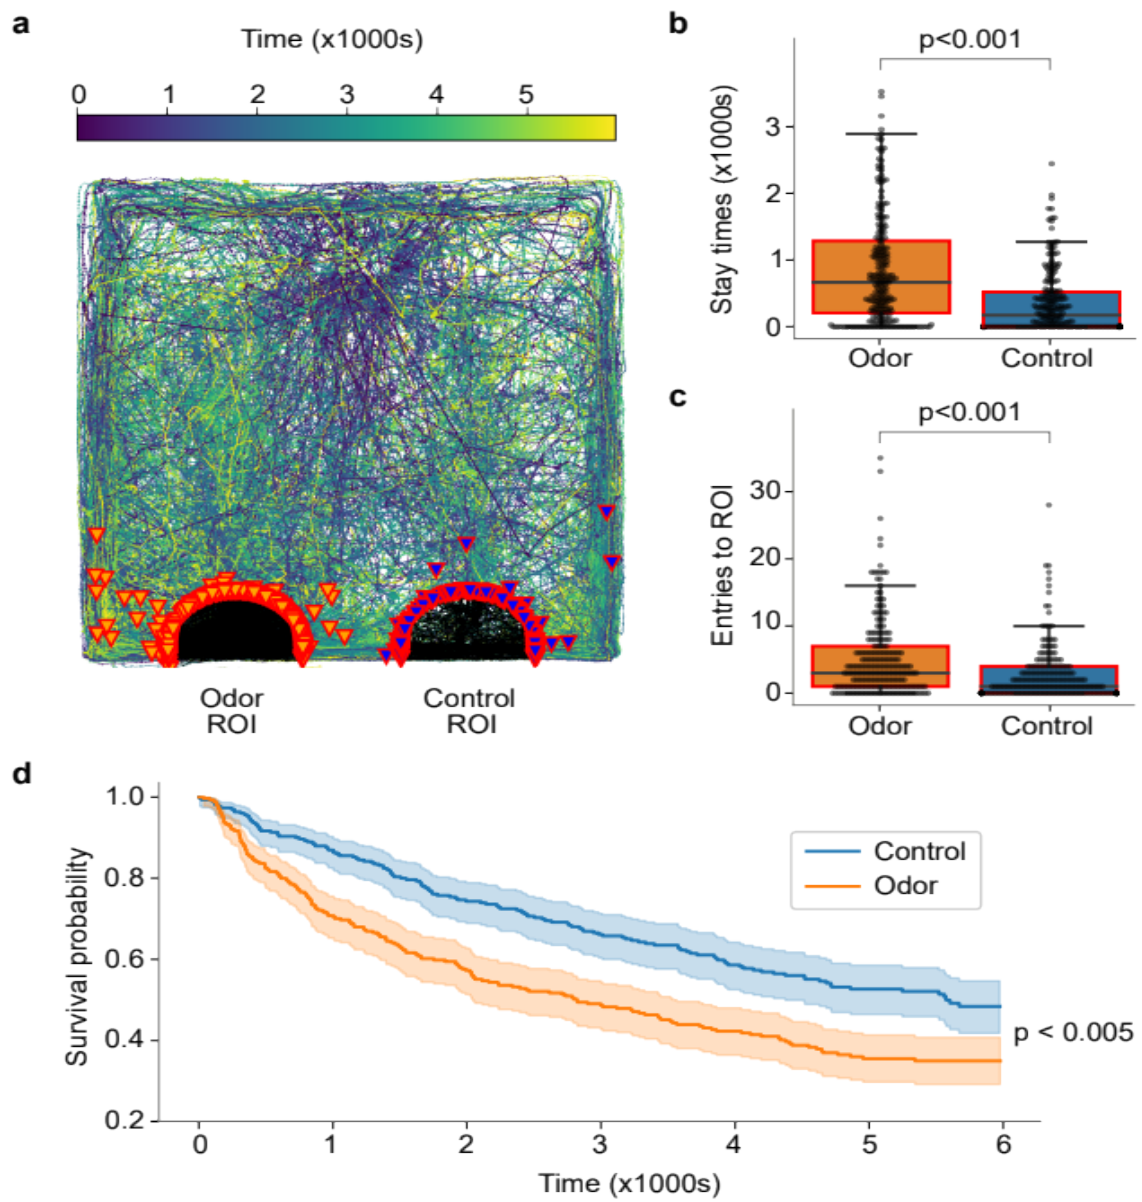 a
Time (x1000s)
0 1 2 3 4 5
Odor
ROI
Control
ROI
b
p<0.001
Stay times (x1000s)
3
2
1
0
Odor Control
c
p<0.001
Entries to ROI
30
20
10
0
Odor Control
d
Survival probability
1.0
0.8
0.6
0.4
0.2
Control
Odor
p < 0.005
0 1 2 3 4 5 6
Time (x1000s)